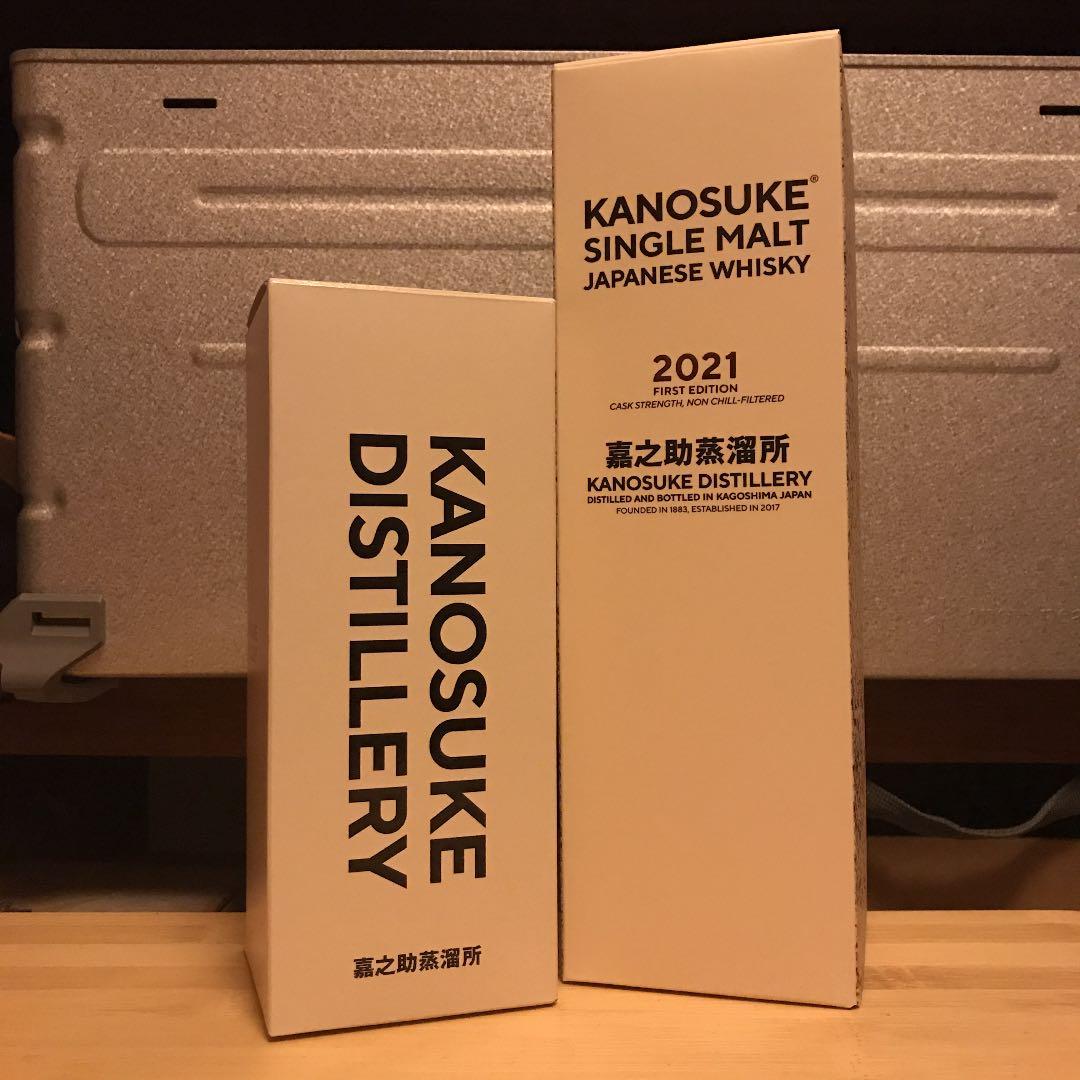 KANOSUKE
DISTILLERY
嘉之助蒸溜所
KANOSUKE®
SINGLE MALT
JAPANESE WHISKY
2021
FIRST EDITION
CASK STRENGTH, NON CHILL-FILTERED
嘉之助蒸溜所
KANOSUKE DISTILLERY
DISTILLED AND BOTTLED IN KAGOSHIMA JAPAN
FOUNDED IN 1883, ESTABLISHED IN 2017